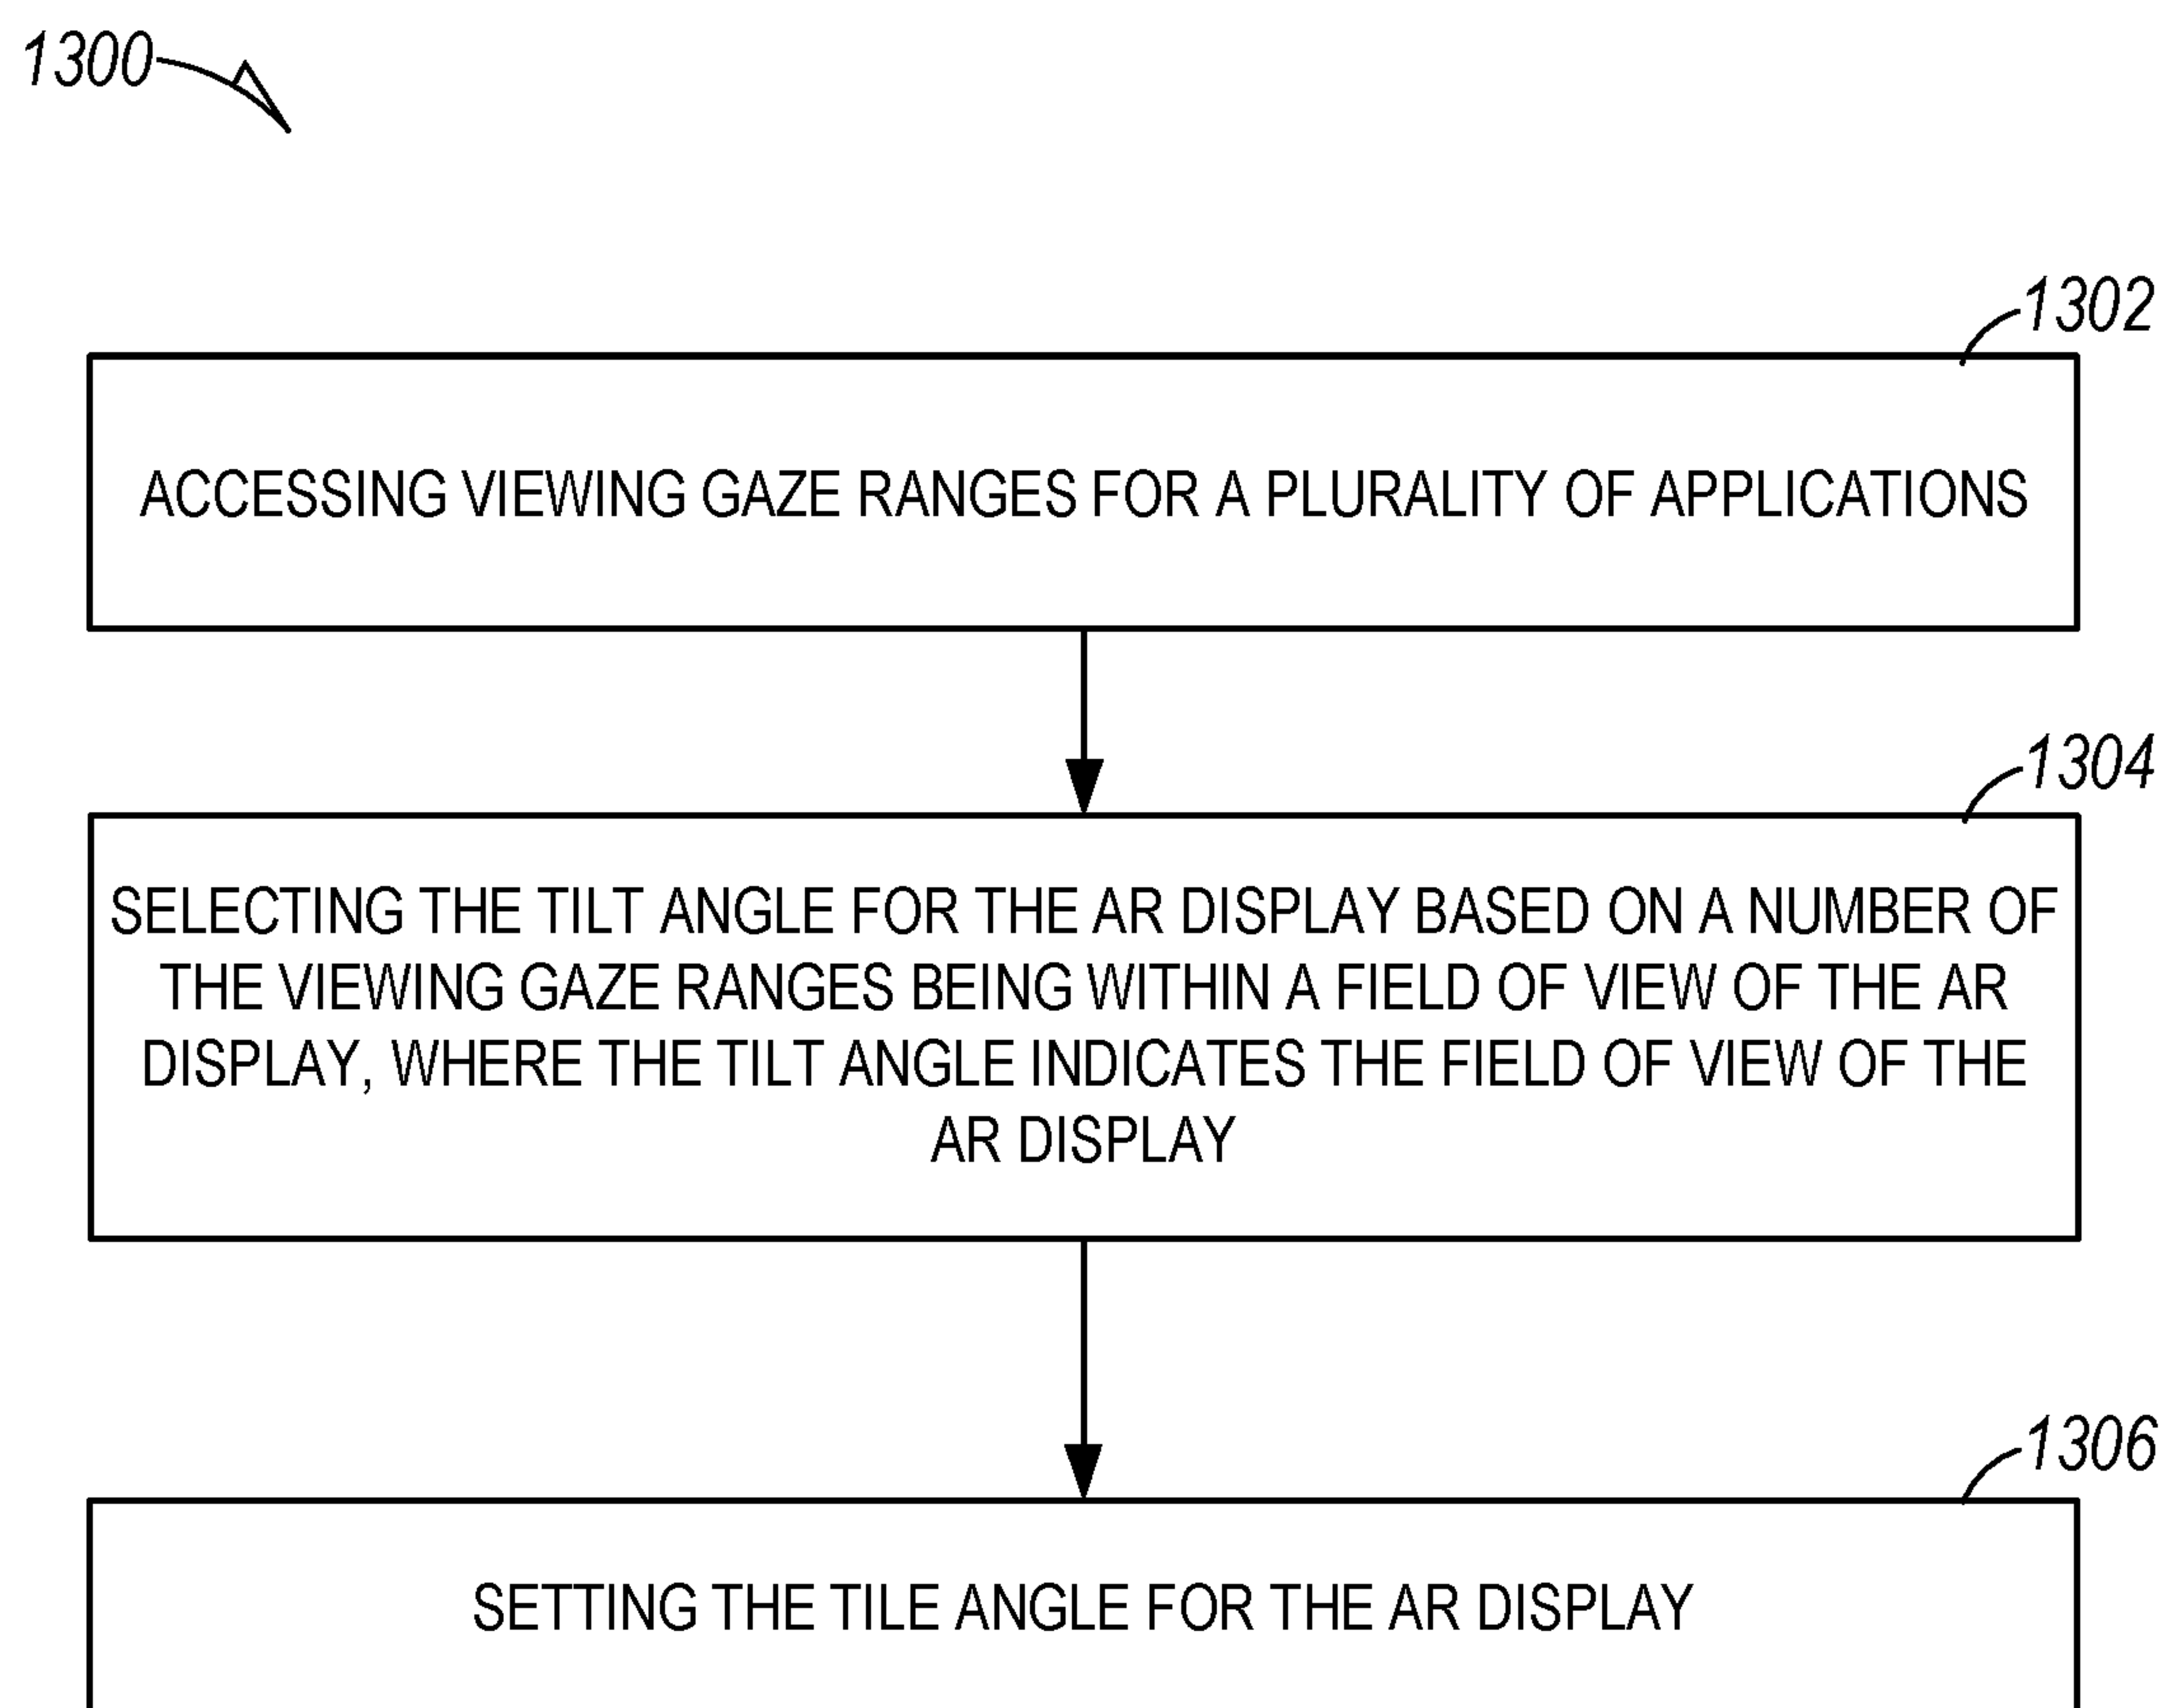 1300
1302
ACCESSING VIEWING GAZE RANGES FOR A PLURALITY OF APPLICATIONS
1304
SELECTING THE TILT ANGLE FOR THE AR DISPLAY BASED ON A NUMBER OF
THE VIEWING GAZE RANGES BEING WITHIN A FIELD OF VIEW OF THE AR
DISPLAY, WHERE THE TILT ANGLE INDICATES THE FIELD OF VIEW OF THE
AR DISPLAY
1306
SETTING THE TILE ANGLE FOR THE AR DISPLAY